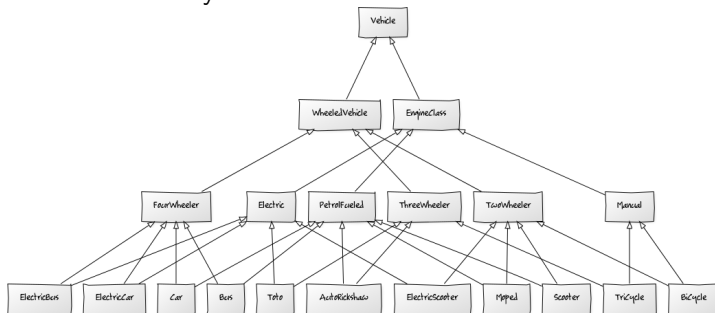 Vehicle
WheeledVehicle EngineClass
FourWheeler Electric PetrolFueled ThreeWheeler TwoWheeler Manual
ElectricBus ElectricCar Car Bus Toto AutoRickshaw ElectricScooter Moped Scooter TriCycle BiCycle